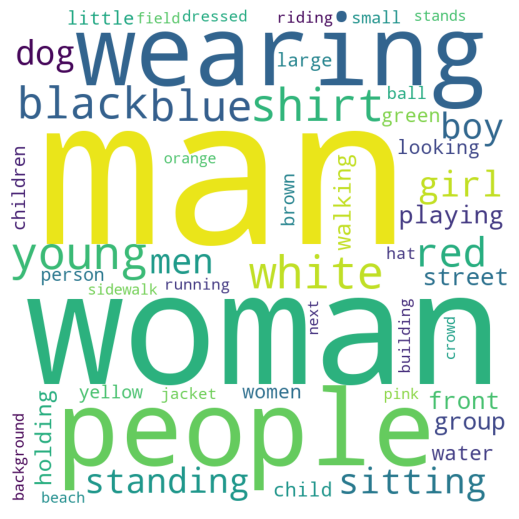 little field dressed riding small stands
dog wearing large
black blue shirt ball green boy
man
children orange brown walking looking girl playing
young men white hat red
person street
sidewalk running
woman next building crowd
people
yellow jacket women pink front
background holding group
water
standing child sitting
beach